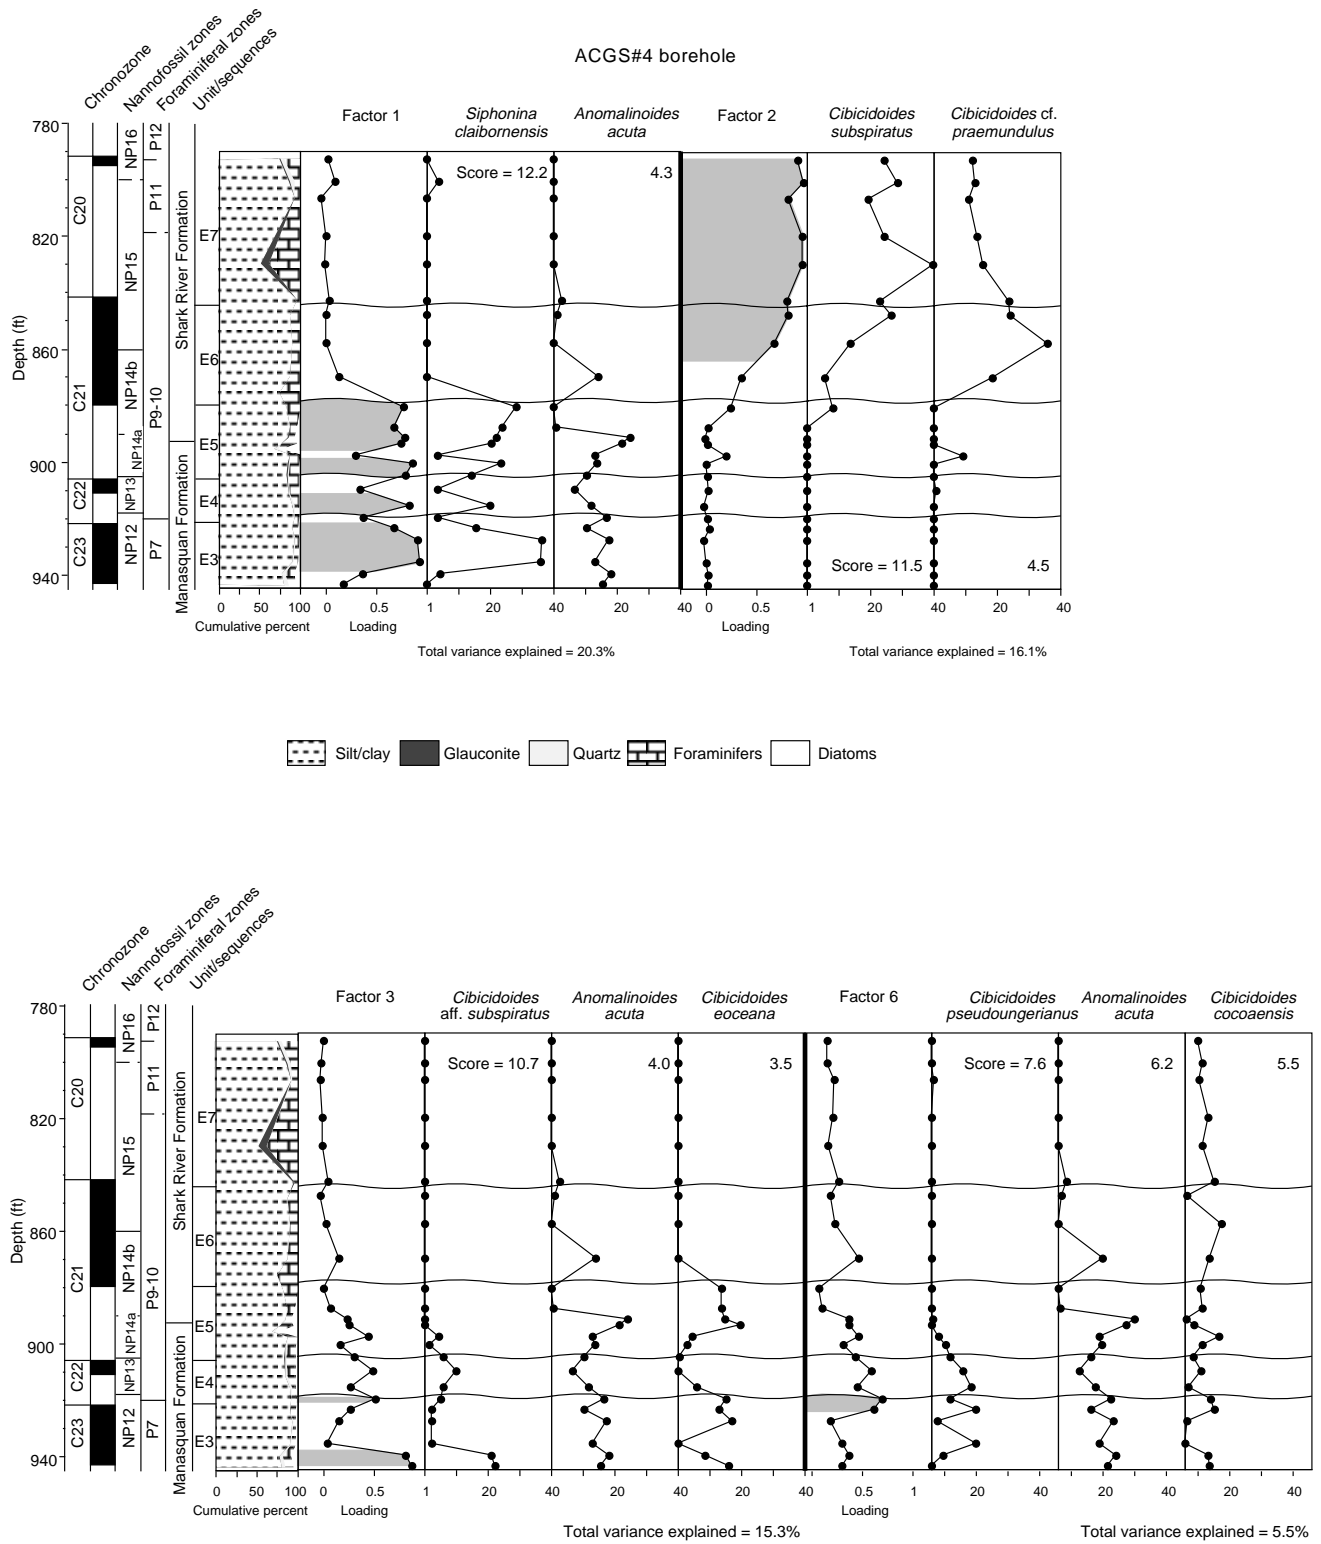 ACGS#4 borehole
Chronozone
Nannofossil zones
Foraminiferal zones
Unit/sequences
Factor 1
Siphonina
claibornensis
Anomalinoides
acuta
Factor 2
Cibicidoides
subspiratus
Cibicidoides cf.
praemundulus
Score = 12.2
4.3
Depth (ft)
780
820
860
900
940
C20
C21
C22
C23
NP16
NP15
NP14b
NP14a
NP13
NP12
P12
P11
P9-10
P7
Shark River Formation
Manasquan Formation
E7
E6
E5
E4
E3
Score = 11.5
4.5
0 50 100 0 0.5 1 20 40 20 40 0 0.5 1 20 40 20 40
Cumulative percent Loading Loading
Total variance explained = 20.3%
Total variance explained = 16.1%
Silt/clay Glauconite Quartz Foraminifers Diatoms
Chronozone
Nannofossil zones
Foraminiferal zones
Unit/sequences
Factor 3
Cibicidoides
aff. subspiratus
Anomalinoides
acuta
Cibicidoides
eoceana
Factor 6
Cibicidoides
pseudoungerianus
Anomalinoides
acuta
Cibicidoides
cocoaensis
Score = 10.7
4.0
3.5
Score = 7.6
6.2
5.5
Depth (ft)
780
820
860
900
940
C20
C21
C22
C23
NP16
NP15
NP14b
NP14a
NP13
NP12
P12
P11
P9-10
P7
Shark River Formation
Manasquan Formation
E7
E6
E5
E4
E3
0 50 100 0 0.5 1 20 40 20 40 20 40 0 0.5 1 20 40 20 40 20 40
Cumulative percent Loading Loading
Total variance explained = 15.3%
Total variance explained = 5.5%